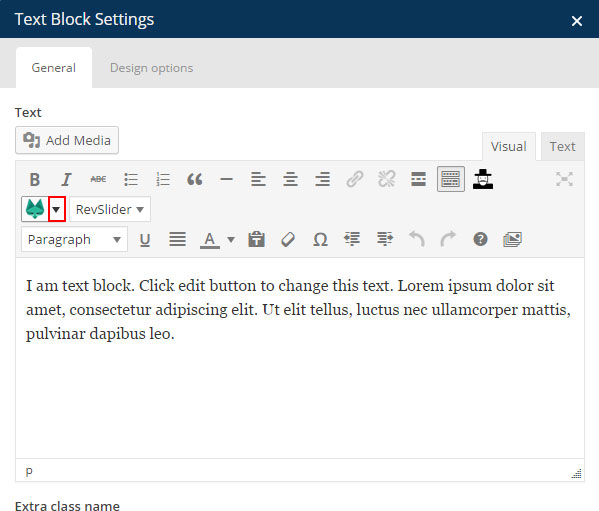 Text Block Settings
General Design options
Text
Add Media
Visual Text
B I ABC
RevSlider
Paragraph U A Ω
I am text block. Click edit button to change this text. Lorem ipsum dolor sit
amet, consectetur adipiscing elit. Ut elit tellus, luctus nec ullamcorper mattis,
pulvinar dapibus leo.
p
Extra class name